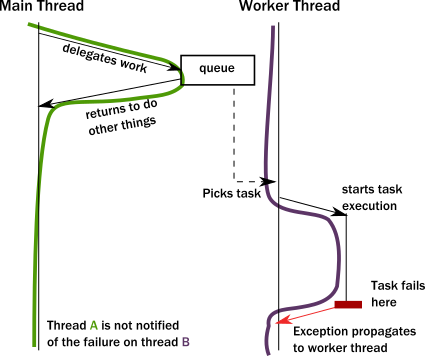 Main Thread
Worker Thread
delegates work
queue
returns to do
other things
Picks task
starts task
execution
Task fails
here
Exception propagates
to worker thread
Thread A is not notified
of the failure on thread B